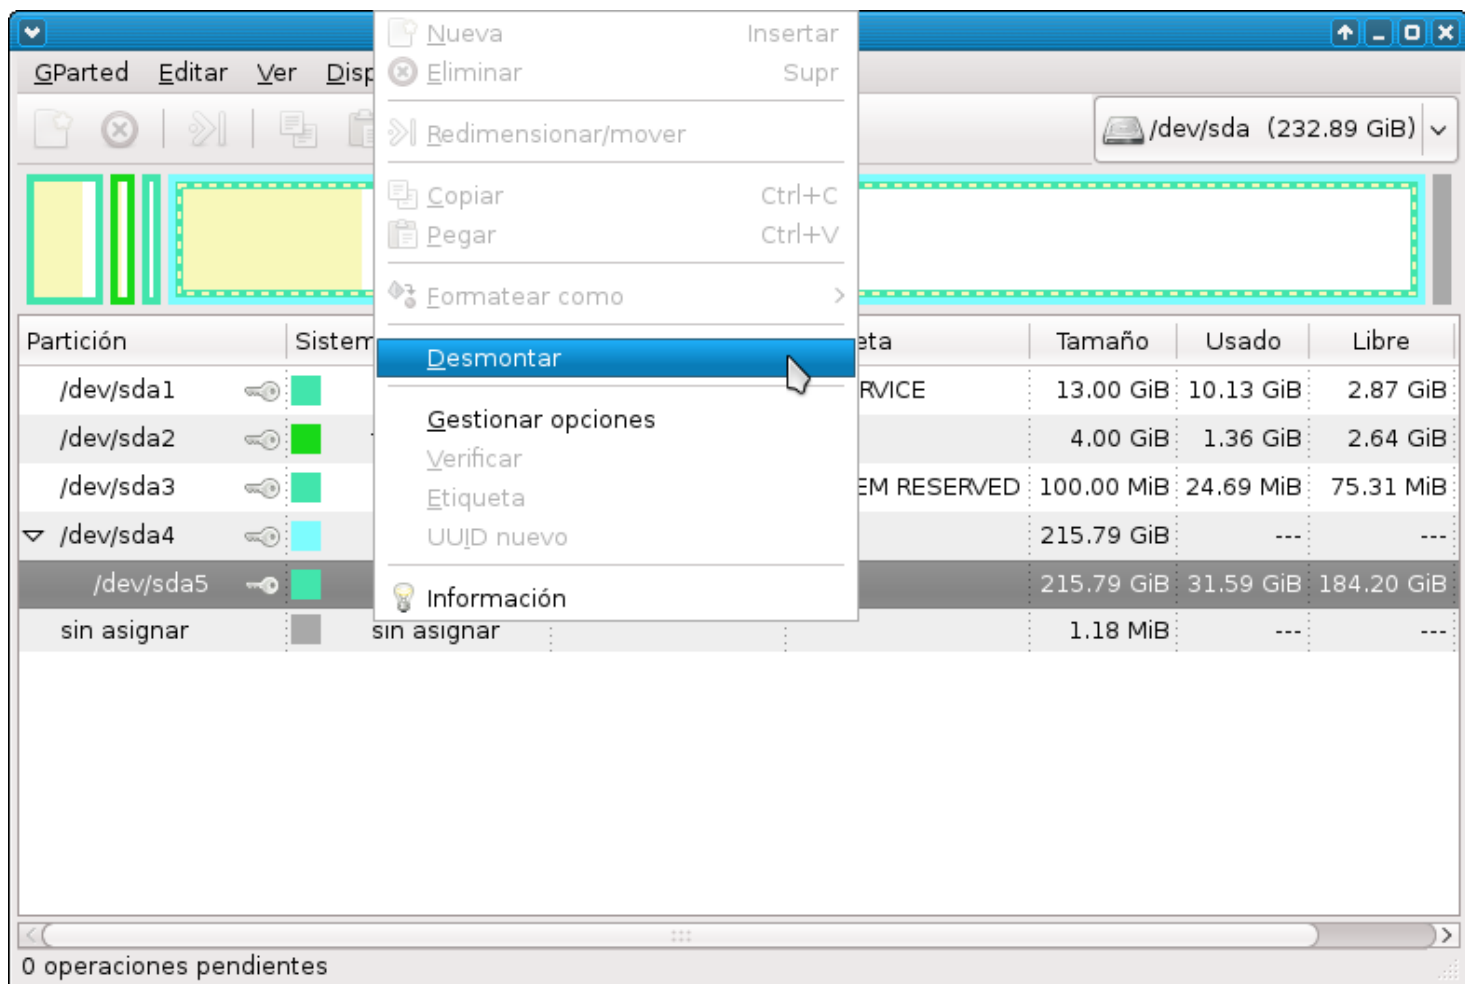 Nueva Insertar
GParted Editar Ver Disp
Eliminar Supr
Redimensionar/mover
/dev/sda (232.89 GiB)
Copiar Ctrl+C
Pegar Ctrl+V
Formatear como
Partición Sistem eta Tamaño Usado Libre
Desmontar
/dev/sda1 RVICE 13.00 GiB 10.13 GiB 2.87 GiB
Gestionar opciones
/dev/sda2 4.00 GiB 1.36 GiB 2.64 GiB
Verificar
/dev/sda3 EM RESERVED 100.00 MiB 24.69 MiB 75.31 MiB
Etiqueta
/dev/sda4 215.79 GiB --- ---
UUID nuevo
/dev/sda5 215.79 GiB 31.59 GiB 184.20 GiB
Información
sin asignar sin asignar 1.18 MiB --- ---
0 operaciones pendientes